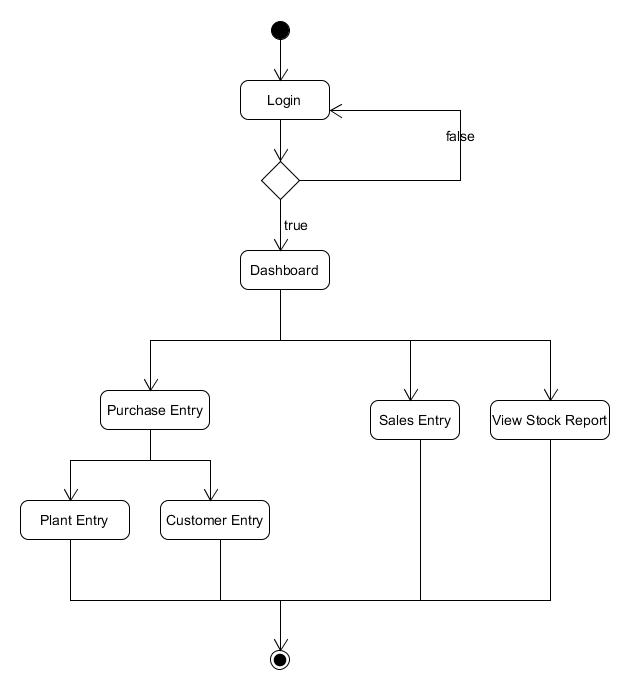 Login
false
true
Dashboard
Purchase Entry
Sales Entry
View Stock Report
Plant Entry
Customer Entry